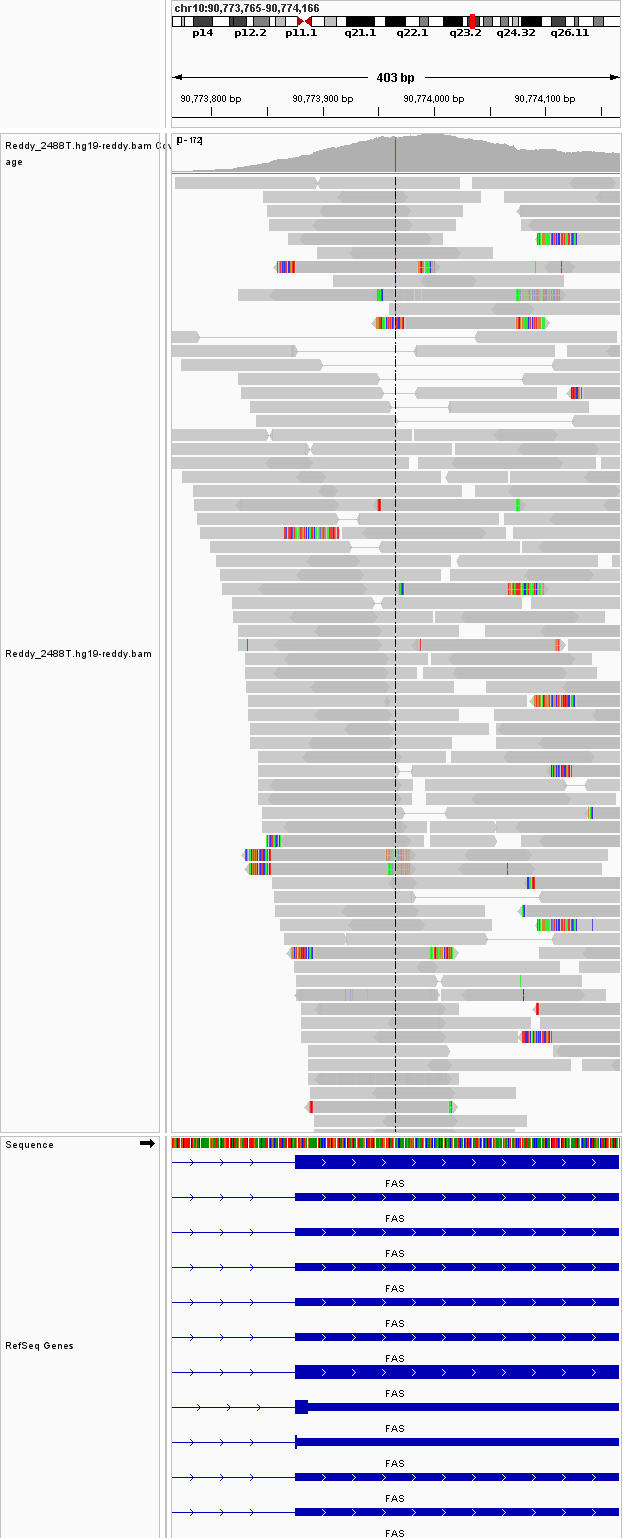 chr10:90,773,765-90,774,166
p14 p12.2 p11.1 q21.1 q22.1 q23.2 q24.32 q26.11
403 bp
90,773,800 bp 90,773,900 bp 90,774,000 bp 90,774,100 bp
Reddy_2488T.hg19-reddy.bam Cov
age
[0 - 172]
Reddy_2488T.hg19-reddy.bam
Sequence
FAS
FAS
FAS
FAS
FAS
RefSeq Genes
FAS
FAS
FAS
FAS
FAS
FAS